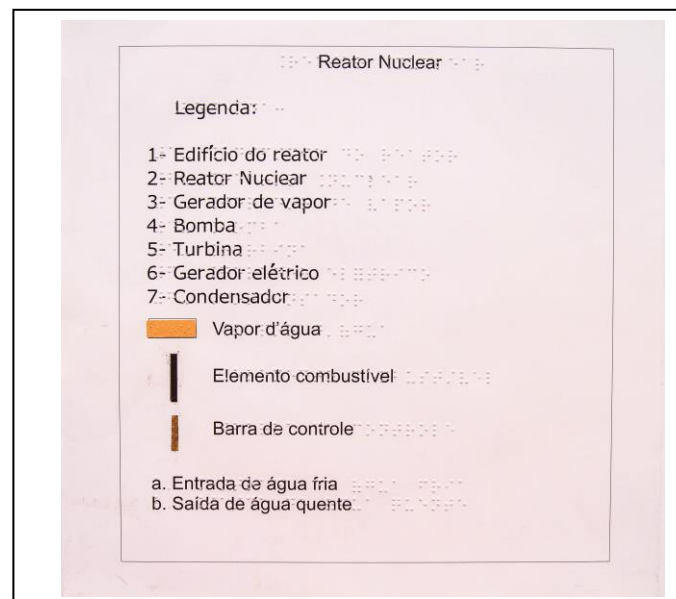 Reator Nuclear
Legenda:
1- Edifício do reator
2- Reator Nuclear
3- Gerador de vapor
4- Bomba
5- Turbina
6- Gerador elétrico
7- Condensador
Vapor d'água
Elemento combustível
Barra de controle
a. Entrada de água fria
b. Saída de água quente